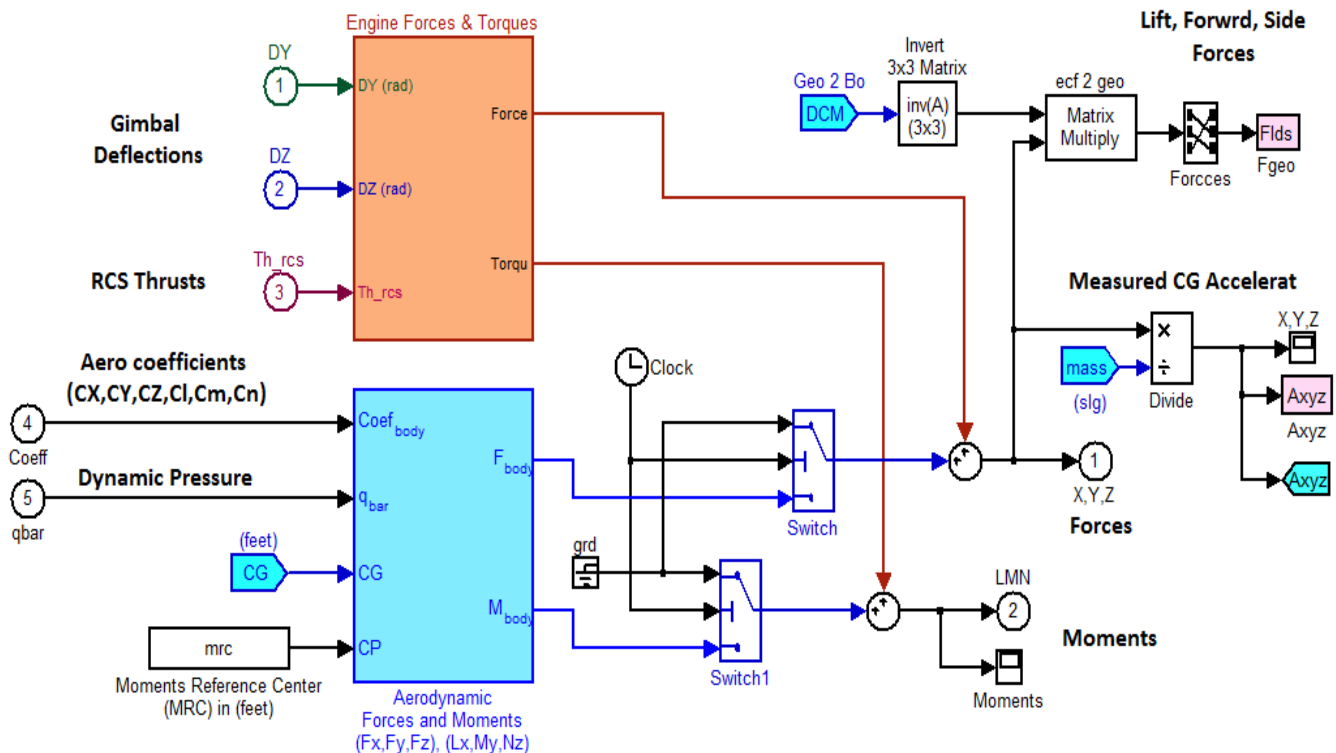 Engine Forces & Torques
DY
1
DY (rad)
Gimbal
Deflections
DZ
2
DZ (rad)
RCS Thrusts
Th_rcs
3
Th_rcs
Force
Torqu
Lift, Forwrd, Side
Forces
Invert
3x3 Matrix
Geo 2 Bo
DCM
inv(A)
(3x3)
ecf 2 geo
Matrix
Multiply
Forcces
Flds
Fgeo
Measured CG Accelerat
X,Y,Z
mass
(slg)
×
÷
Divide
Axyz
Axyz
Axyz
Aero coefficients
(CX,CY,CZ,Cl,Cm,Cn)
4
Coeff
Coef_body
Dynamic Pressure
5
qbar
q_bar
(feet)
CG
CG
mrc
CP
Moments Reference Center
(MRC) in (feet)
F_body
M_body
Aerodynamic
Forces and Moments
(Fx,Fy,Fz), (Lx,My,Nz)
Clock
Switch
grd
Switch1
1
X,Y,Z
Forces
LMN
2
Moments
Moments